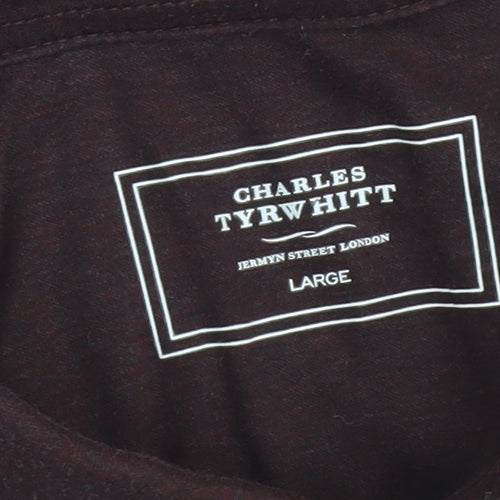 CHARLES
TYRWHITT
JERMYN STREET LONDON
LARGE